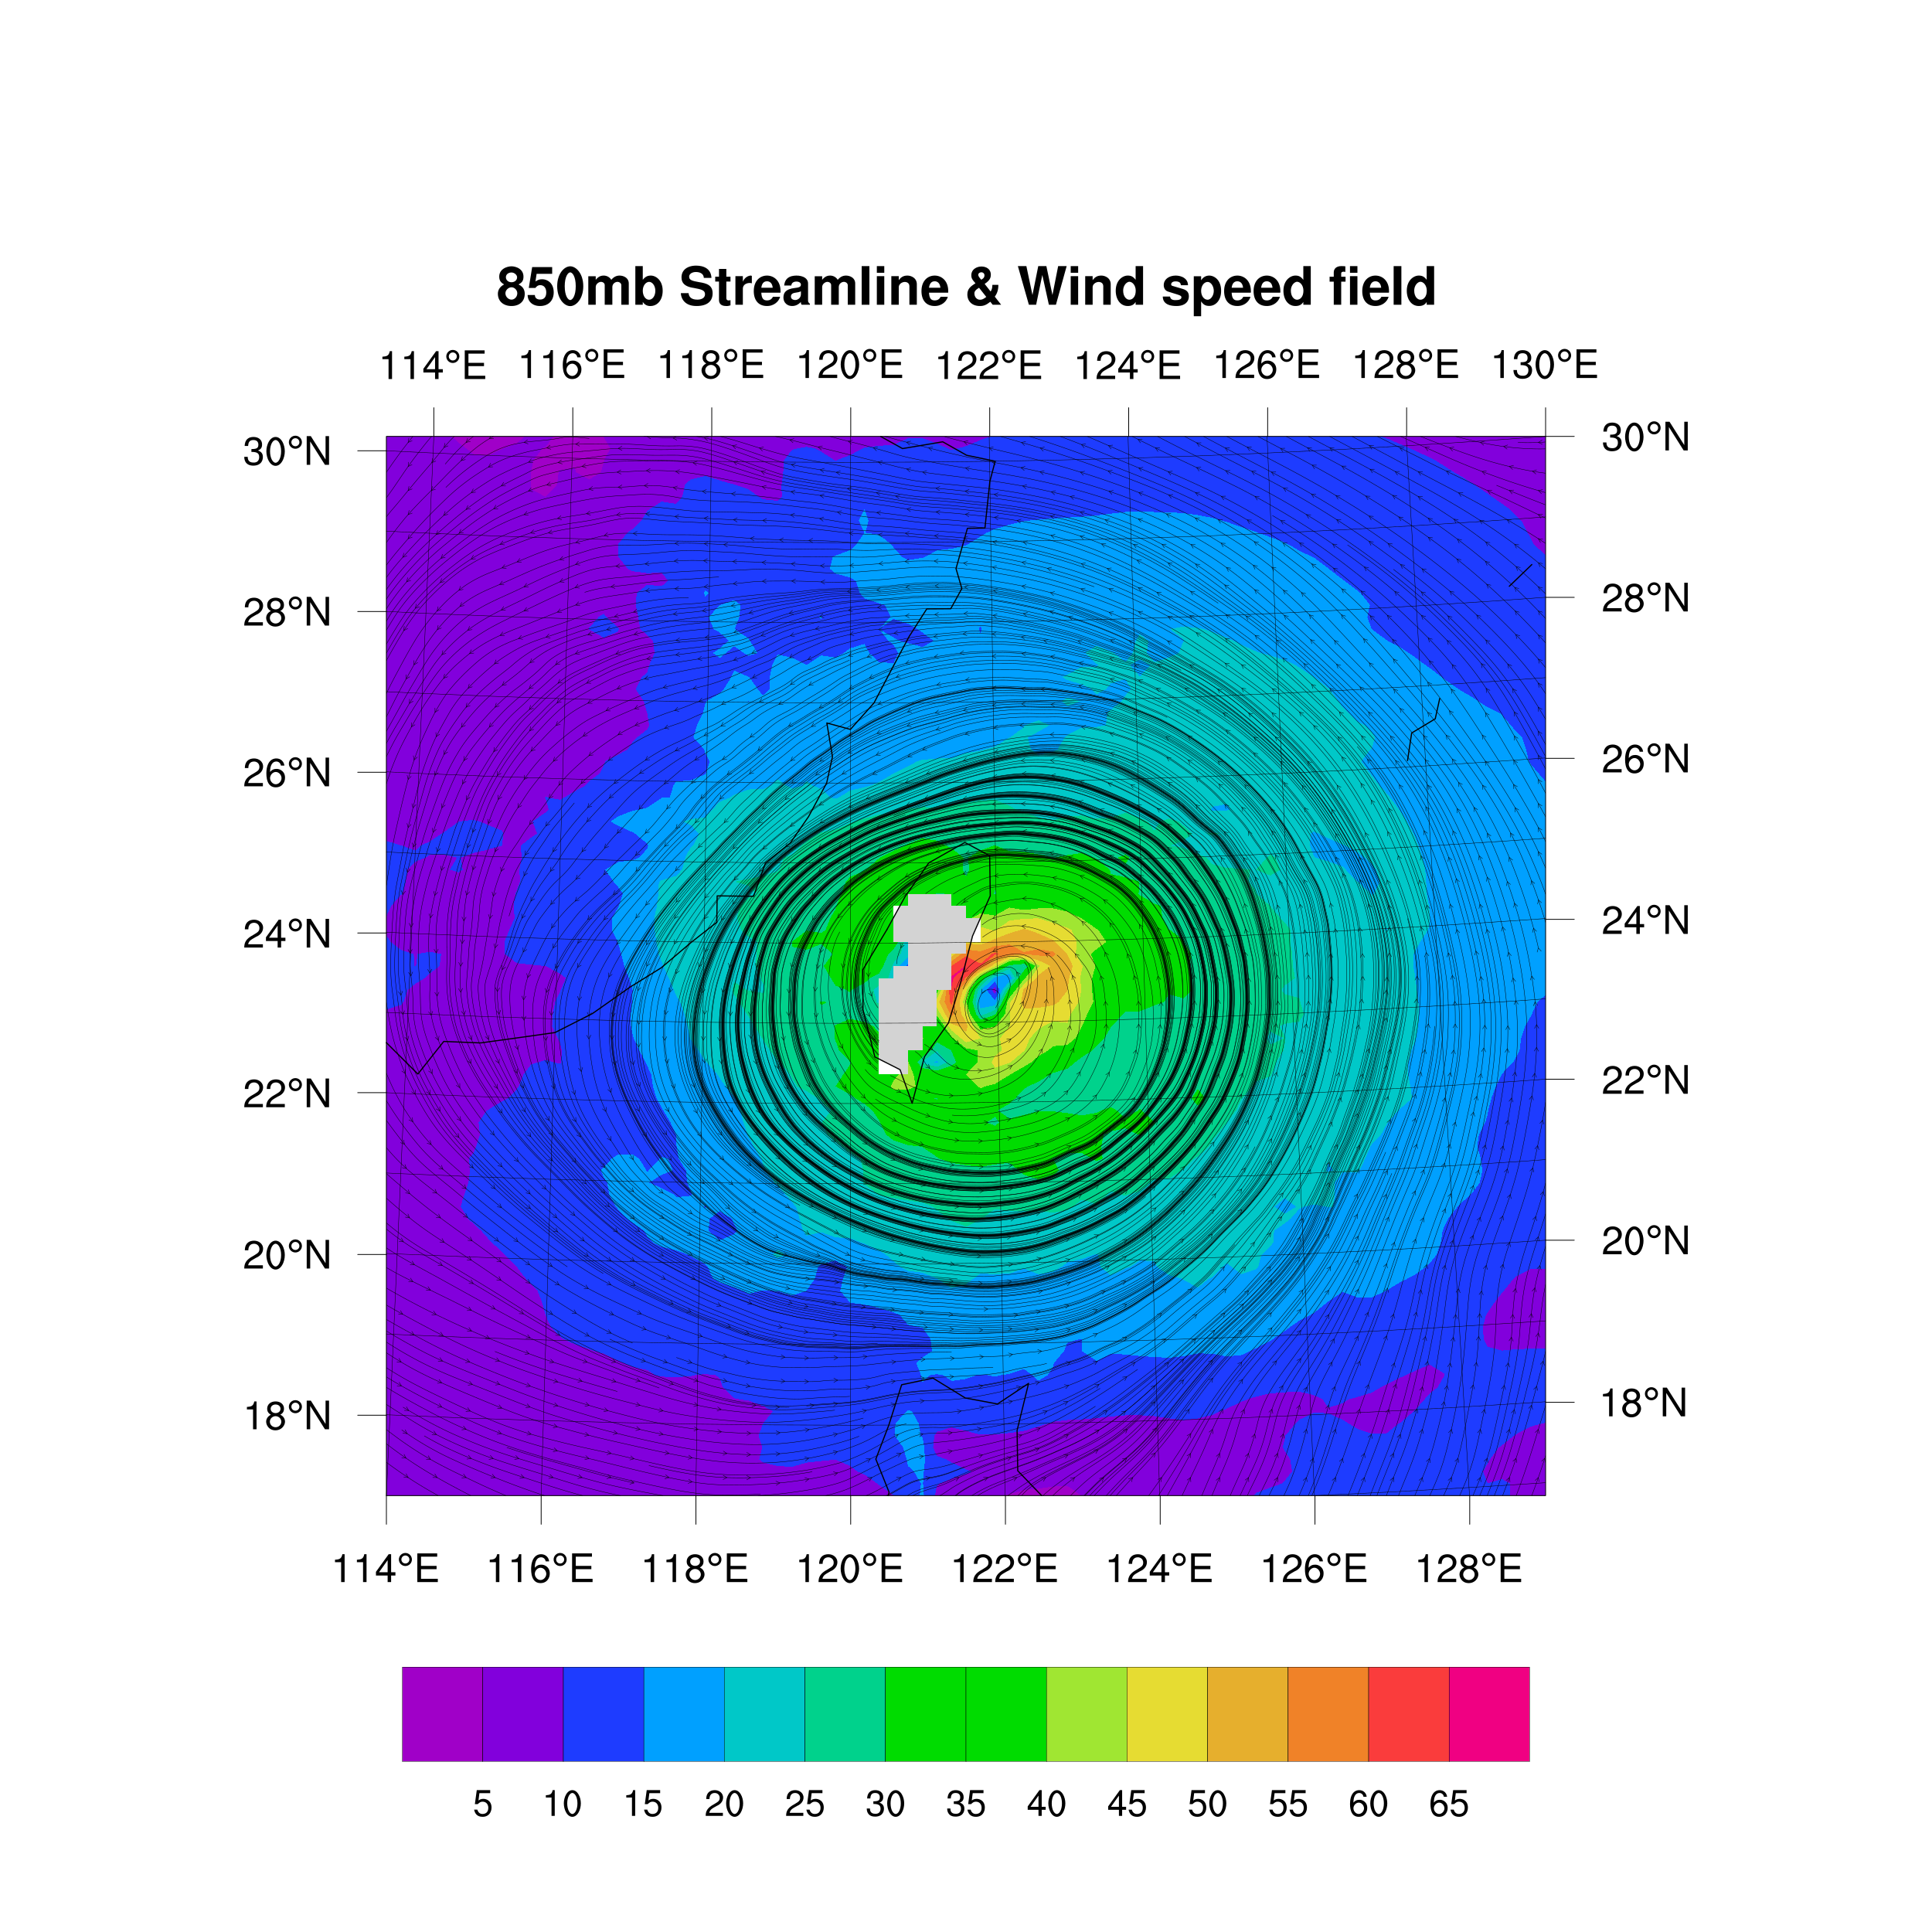 850mb Streamline & Wind speed field
114°E 116°E 118°E 120°E 122°E 124°E 126°E 128°E 130°E
30°N 30°N
28°N 28°N
26°N 26°N
24°N 24°N
22°N 22°N
20°N 20°N
18°N 18°N
114°E 116°E 118°E 120°E 122°E 124°E 126°E 128°E
5 10 15 20 25 30 35 40 45 50 55 60 65